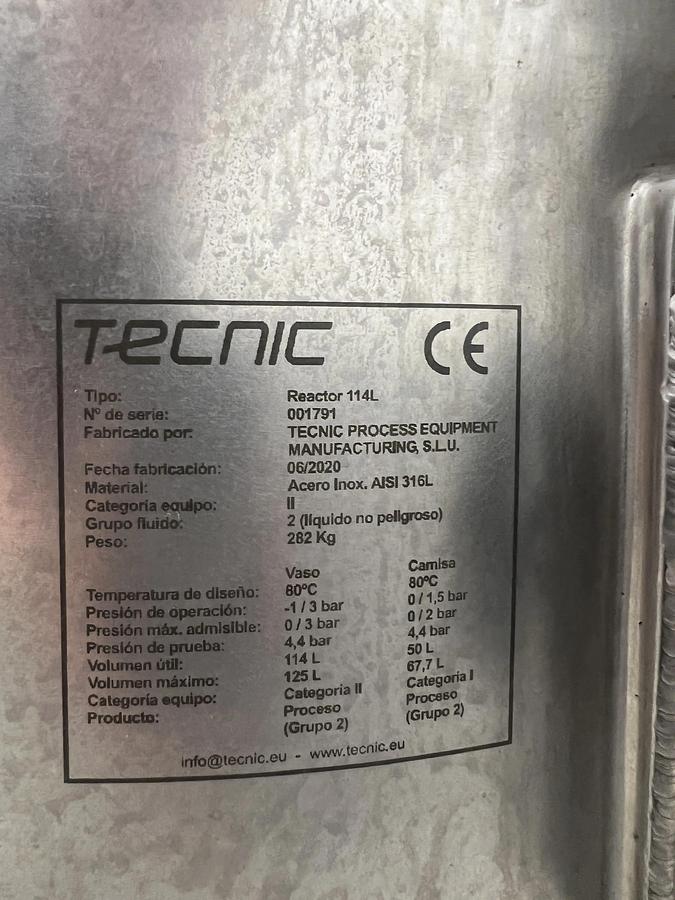 TECNIC CE
Tipo: Reactor 114L
Nº de serie: 001791
Fabricado por: TECNIC PROCESS EQUIPMENT
MANUFACTURING, S.L.U.
Fecha fabricación: 06/2020
Material: Acero Inox. AISI 316L
Categoría equipo: II
Grupo fluido: 2 (líquido no peligroso)
Peso: 282 Kg
Vaso Camisa
Temperatura de diseño: 80ºC 80ºC
Presión de operación: -1 / 3 bar 0 / 1,5 bar
Presión máx. admisible: 0 / 3 bar 0 / 2 bar
Presión de prueba: 4,4 bar 4,4 bar
Volumen útil: 114 L 50 L
Volumen máximo: 125 L 67,7 L
Categoría equipo: Categoría II Categoría I
Producto: Proceso Proceso
(Grupo 2) (Grupo 2)
info@tecnic.eu - www.tecnic.eu